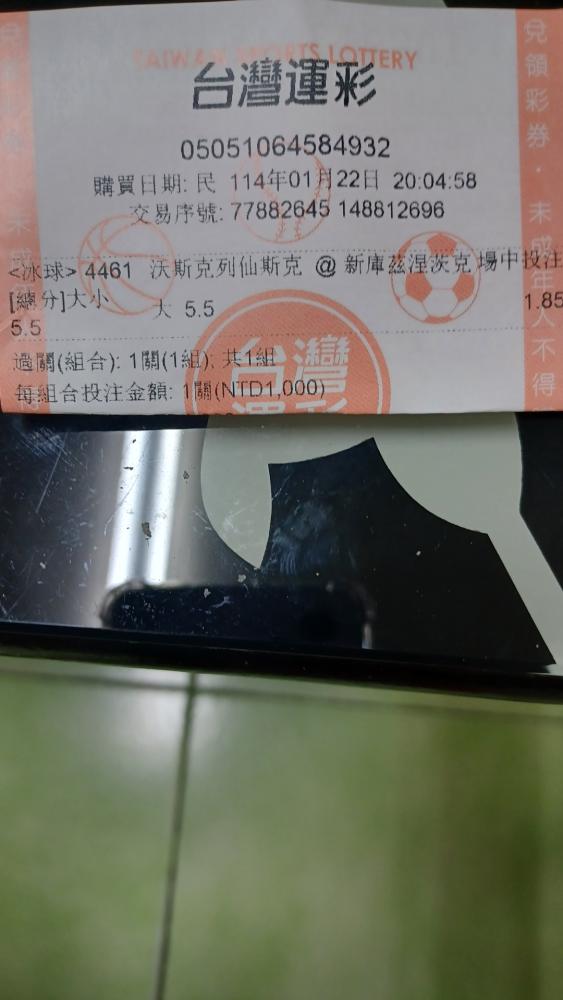 TAIWAN SPORTS LOTTERY
台灣運彩
05051064584932
購買日期: 民 114年01月22日 20:04:58
交易序號: 77882645 148812696
<冰球> 4461 沃斯克列仙斯克 @ 新庫茲涅茨克 場中投注
[總分]大小 大 5.5 1.85
5.5
過關(組合): 1關(1組); 共1組
每組合投注金額: 1關(NTD1,000)
台灣
運彩
見領彩券・未成年人不得